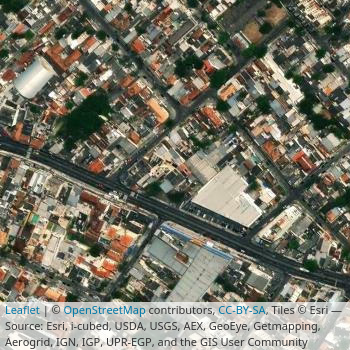 Leaflet | © OpenStreetMap contributors, CC-BY-SA, Tiles © Esri —
Source: Esri, i-cubed, USDA, USGS, AEX, GeoEye, Getmapping,
Aerogrid, IGN, IGP, UPR-EGP, and the GIS User Community